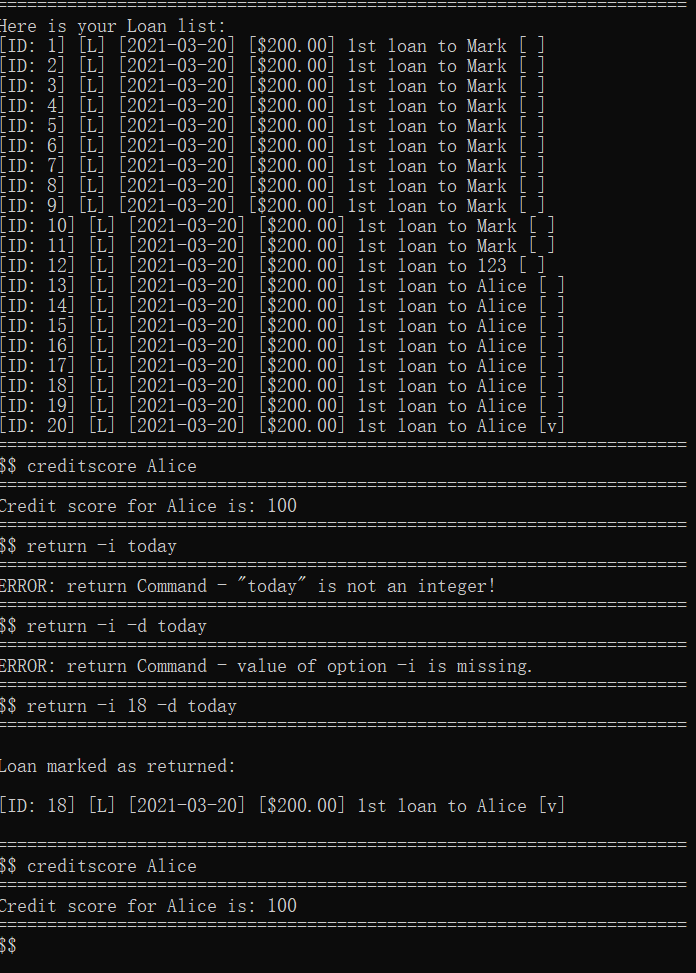 ======================================================================
Here is your Loan list:
[ID: 1] [L] [2021-03-20] [$200.00] 1st loan to Mark [ ]
[ID: 2] [L] [2021-03-20] [$200.00] 1st loan to Mark [ ]
[ID: 3] [L] [2021-03-20] [$200.00] 1st loan to Mark [ ]
[ID: 4] [L] [2021-03-20] [$200.00] 1st loan to Mark [ ]
[ID: 5] [L] [2021-03-20] [$200.00] 1st loan to Mark [ ]
[ID: 6] [L] [2021-03-20] [$200.00] 1st loan to Mark [ ]
[ID: 7] [L] [2021-03-20] [$200.00] 1st loan to Mark [ ]
[ID: 8] [L] [2021-03-20] [$200.00] 1st loan to Mark [ ]
[ID: 9] [L] [2021-03-20] [$200.00] 1st loan to Mark [ ]
[ID: 10] [L] [2021-03-20] [$200.00] 1st loan to Mark [ ]
[ID: 11] [L] [2021-03-20] [$200.00] 1st loan to Mark [ ]
[ID: 12] [L] [2021-03-20] [$200.00] 1st loan to 123 [ ]
[ID: 13] [L] [2021-03-20] [$200.00] 1st loan to Alice [ ]
[ID: 14] [L] [2021-03-20] [$200.00] 1st loan to Alice [ ]
[ID: 15] [L] [2021-03-20] [$200.00] 1st loan to Alice [ ]
[ID: 16] [L] [2021-03-20] [$200.00] 1st loan to Alice [ ]
[ID: 17] [L] [2021-03-20] [$200.00] 1st loan to Alice [ ]
[ID: 18] [L] [2021-03-20] [$200.00] 1st loan to Alice [ ]
[ID: 19] [L] [2021-03-20] [$200.00] 1st loan to Alice [ ]
[ID: 20] [L] [2021-03-20] [$200.00] 1st loan to Alice [v]
======================================================================
$$ creditscore Alice
======================================================================
Credit score for Alice is: 100
======================================================================
$$ return -i today
======================================================================
ERROR: return Command - "today" is not an integer!
======================================================================
$$ return -i -d today
======================================================================
ERROR: return Command - value of option -i is missing.
======================================================================
$$ return -i 18 -d today
======================================================================
Loan marked as returned:
[ID: 18] [L] [2021-03-20] [$200.00] 1st loan to Alice [v]
======================================================================
$$ creditscore Alice
======================================================================
Credit score for Alice is: 100
======================================================================
$$